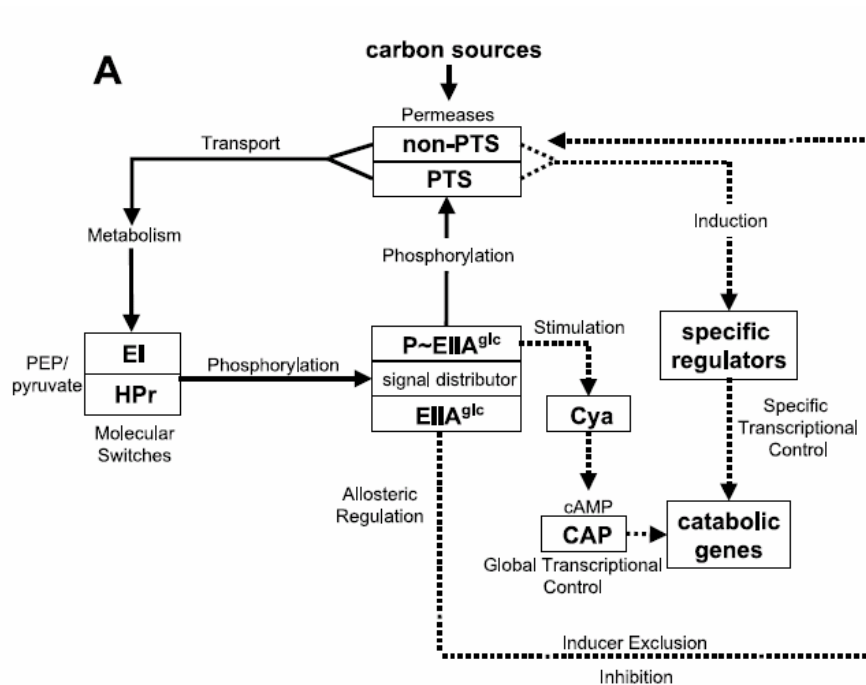 A
carbon sources
Permeases
non-PTS
PTS
Transport
Metabolism
Phosphorylation
Induction
PEP/
pyruvate
EI
HPr
Molecular
Switches
Phosphorylation
P~EIIAglc
signal distributor
EIIAglc
Stimulation
Cya
specific
regulators
Specific
Transcriptional
Control
Allosteric
Regulation
cAMP
CAP
Global Transcriptional
Control
catabolic
genes
Inducer Exclusion
Inhibition